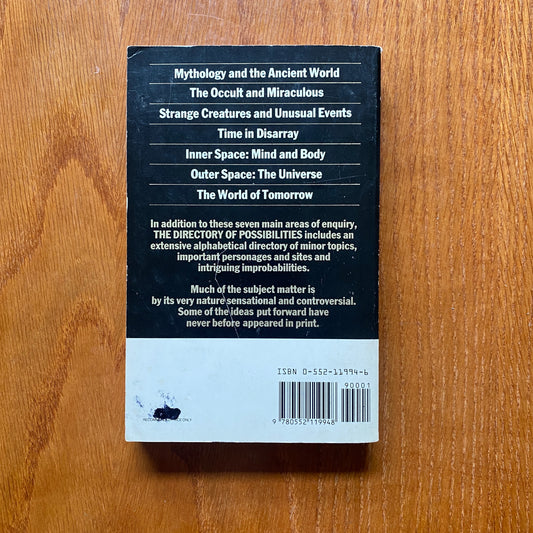 Mythology and the Ancient World
The Occult and Miraculous
Strange Creatures and Unusual Events
Time in Disarray
Inner Space: Mind and Body
Outer Space: The Universe
The World of Tomorrow
In addition to these seven main areas of enquiry,
THE DIRECTORY OF POSSIBILITIES includes an
extensive alphabetical directory of minor topics,
important personages and sites and
intriguing improbabilities.
Much of the subject matter is
by its very nature sensational and controversial.
Some of the ideas put forward have
never before appeared in print.
ISBN 0-552-11994-6
90001
9 780552 119948
ONLY